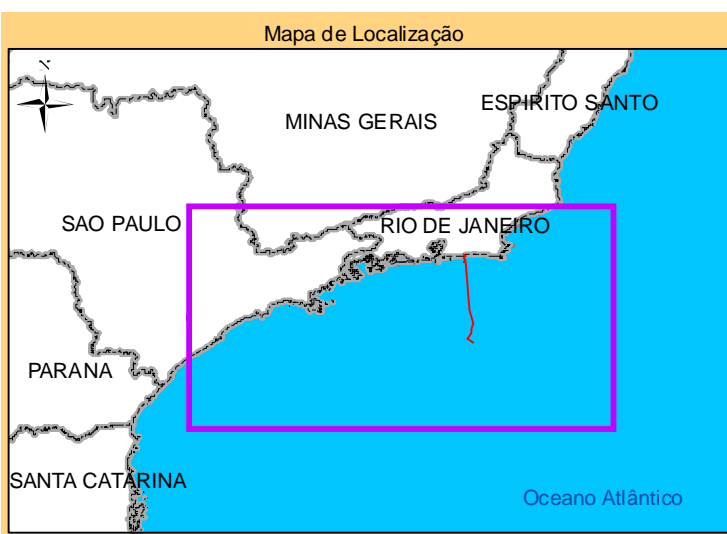 Mapa de Localização
N
ESPIRITO SANTO
MINAS GERAIS
SAO PAULO
RIO DE JANEIRO
PARANA
SANTA CATARINA
Oceano Atlântico